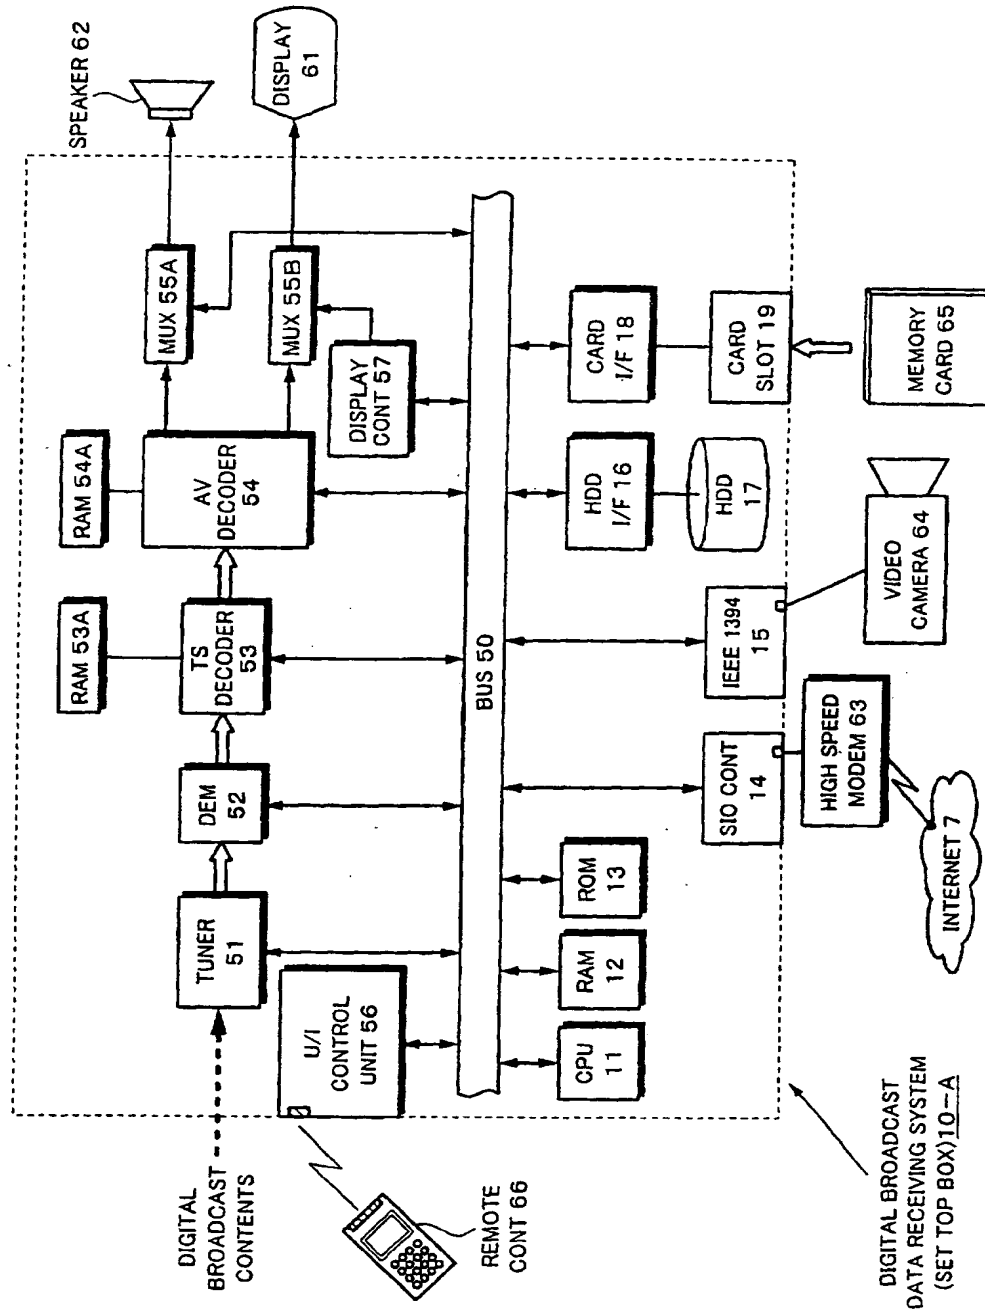 DIGITAL
BROADCAST
CONTENTS
REMOTE
CONT 66
U/I
CONTROL
UNIT 56
TUNER
51
DEM
52
TS
DECODER
53
RAM 53A
AV
DECODER
54
RAM 54A
MUX 55A
MUX 55B
DISPLAY
CONT 57
SPEAKER 62
DISPLAY
61
BUS 50
CPU
11
RAM
12
ROM
13
SIO CONT
14
IEEE 1394
15
HDD
I/F 16
HDD
17
CARD
I/F 18
CARD
SLOT 19
HIGH SPEED
MODEM 63
INTERNET 7
VIDEO
CAMERA 64
MEMORY
CARD 65
DIGITAL BROADCAST
DATA RECEIVING SYSTEM
(SET TOP BOX)10-A